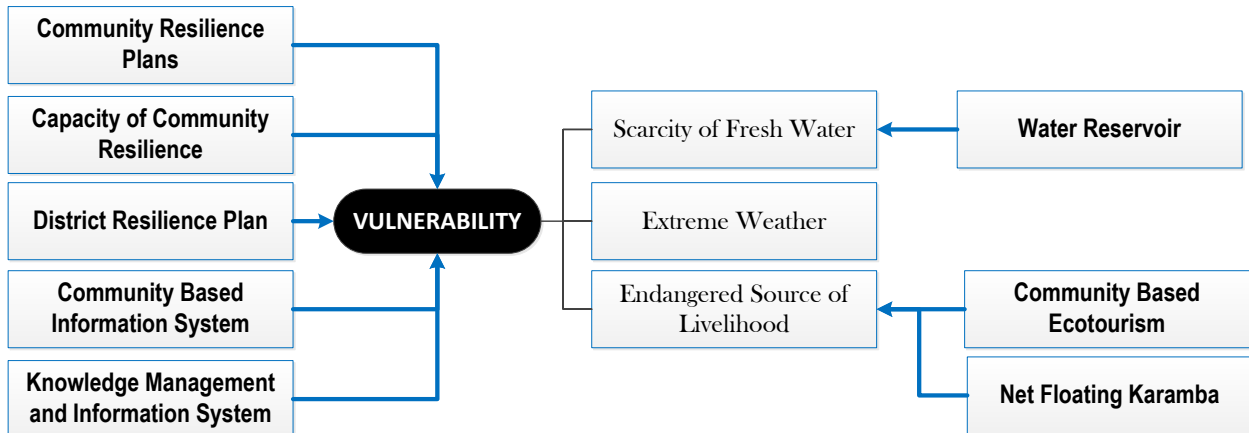 Community Resilience
Plans
Capacity of Community
Resilience
District Resilience Plan
Community Based
Information System
Knowledge Management
and Information System
VULNERABILITY
Scarcity of Fresh Water
Extreme Weather
Endangered Source of
Livelihood
Water Reservoir
Community Based
Ecotourism
Net Floating Karamba